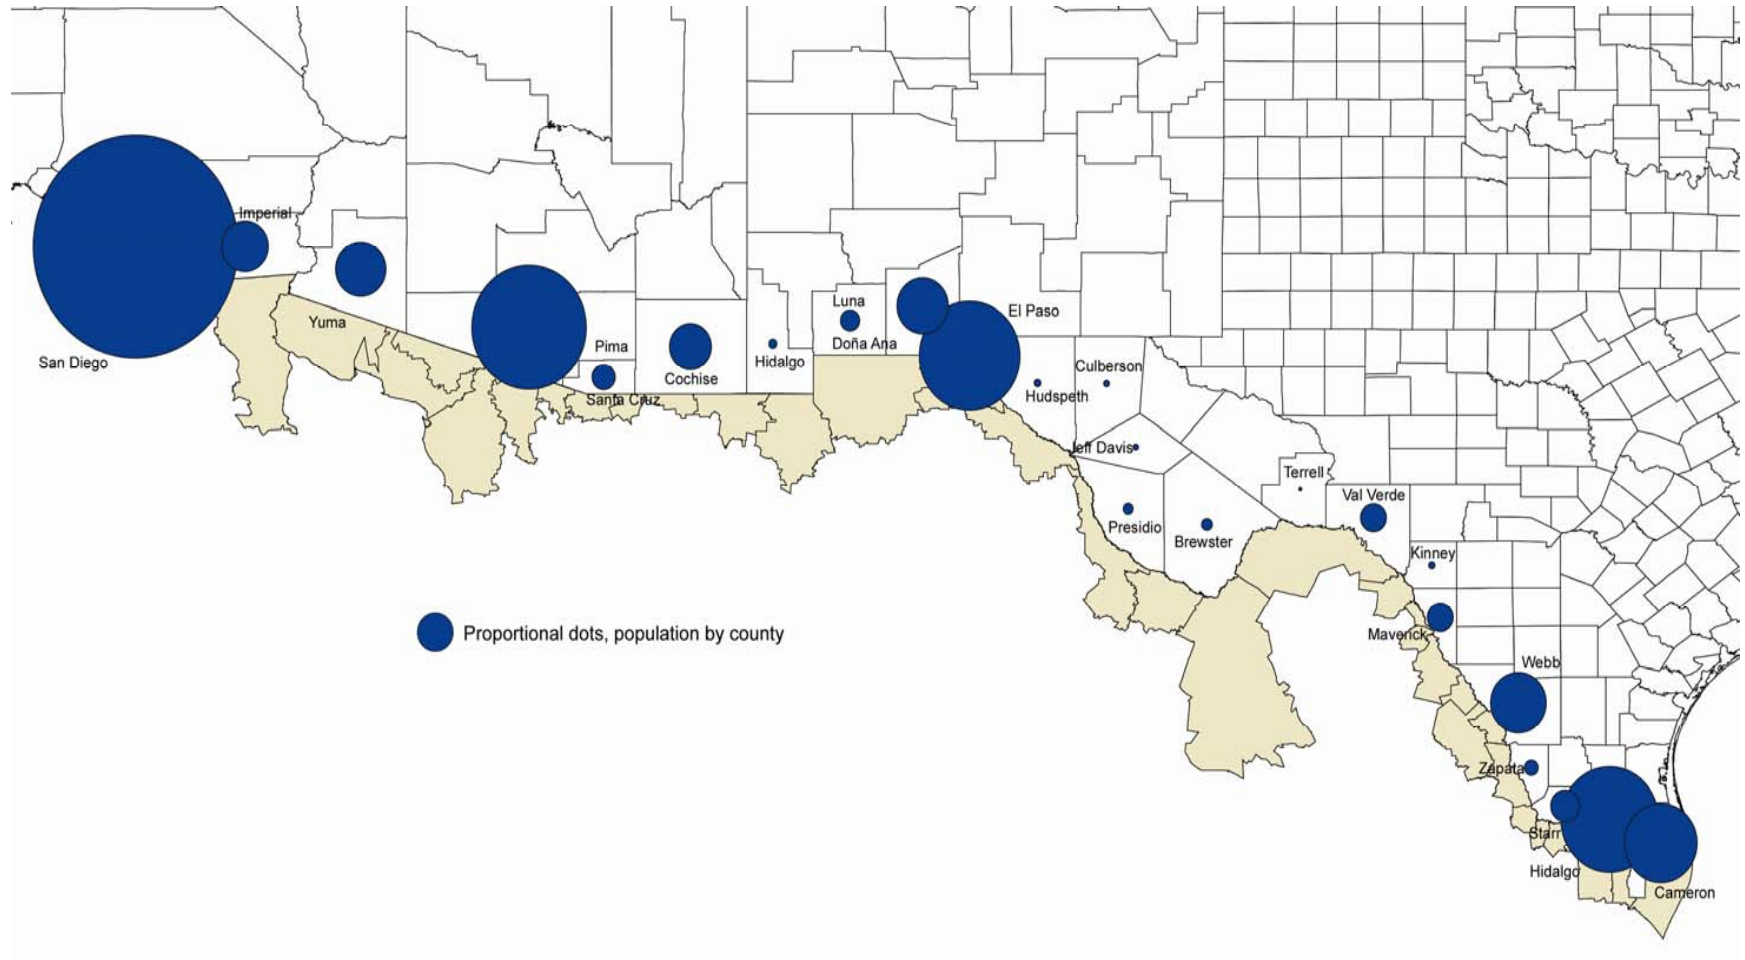 Imperial
San Diego
Yuma
Pima
Santa Cruz
Cochise
Hidalgo
Luna
Doña Ana
El Paso
Hudspeth
Culberson
Jeff Davis
Presidio
Brewster
Terrell
Val Verde
Kinney
Maverick
Webb
Zapata
Starr
Hidalgo
Cameron
Proportional dots, population by county